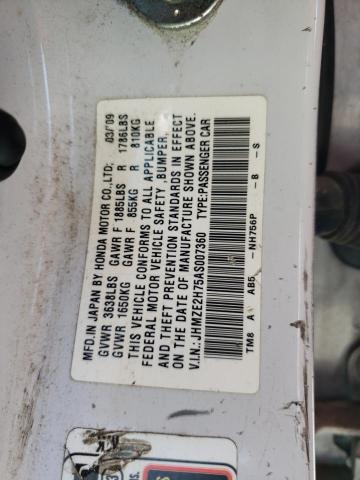 MFD.IN JAPAN BY HONDA MOTOR CO.,LTD; 03/'09
GVWR 3638LBS GAWR F 1885LBS R 1786LBS
GVWR 1650KG GAWR F 855KG R 810KG
THIS VEHICLE CONFORMS TO ALL APPLICABLE
FEDERAL MOTOR VEHICLE SAFETY, BUMPER,
AND THEFT PREVENTION STANDARDS IN EFFECT
ON THE DATE OF MANUFACTURE SHOWN ABOVE.
V.I.N.:JHMZE2H75AS007360 TYPE:PASSENGER CAR
TM8 A AB5 -NH756P -B -S